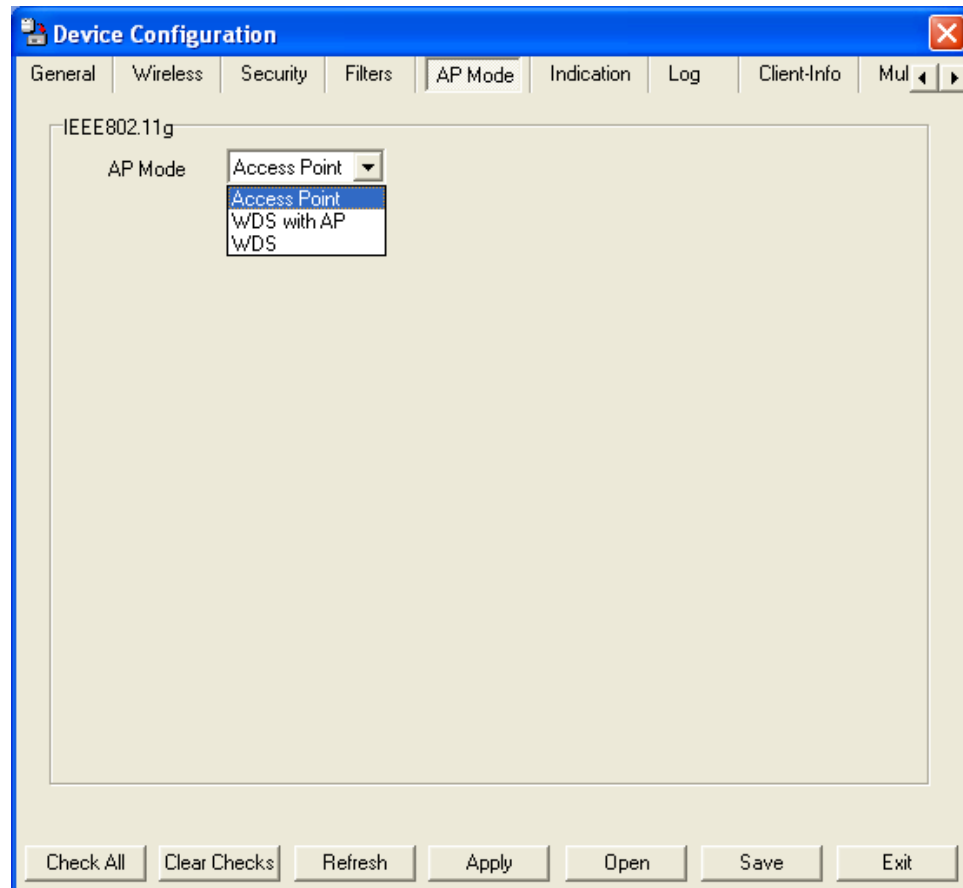 Device Configuration
General Wireless Security Filters AP Mode Indication Log Client-Info Mul
IEEE802.11g
AP Mode Access Point
Access Point
WDS with AP
WDS
Check All Clear Checks Refresh Apply Open Save Exit